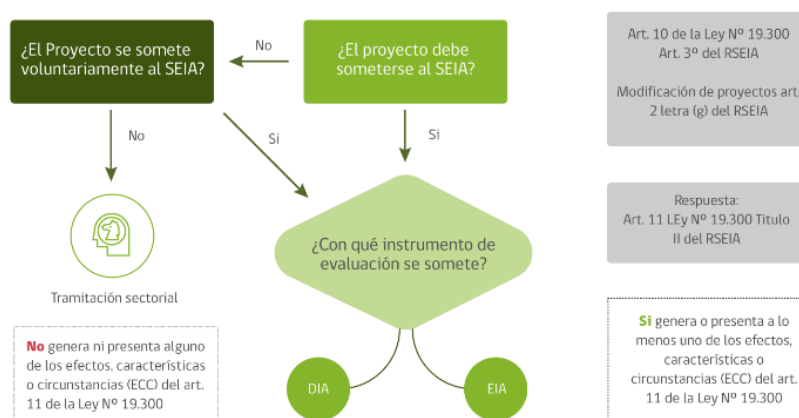 ¿El Proyecto se somete
voluntariamente al SEIA?
No
¿El proyecto debe
someterse al SEIA?
Art. 10 de la Ley Nº 19.300
Art. 3º del RSEIA
Modificación de proyectos art.
2 letra (g) del RSEIA
No
Si
Si
¿Con qué instrumento de
evaluación se somete?
Respuesta:
Art. 11 LEy Nº 19.300 Titulo
II del RSEIA
Tramitación sectorial
No genera ni presenta alguno
de los efectos, características
o circunstancias (ECC) del art.
11 de la Ley Nº 19.300
DIA
EIA
Si genera o presenta a lo
menos uno de los efectos,
características o
circunstancias (ECC) del art.
11 de la Ley Nº 19.300